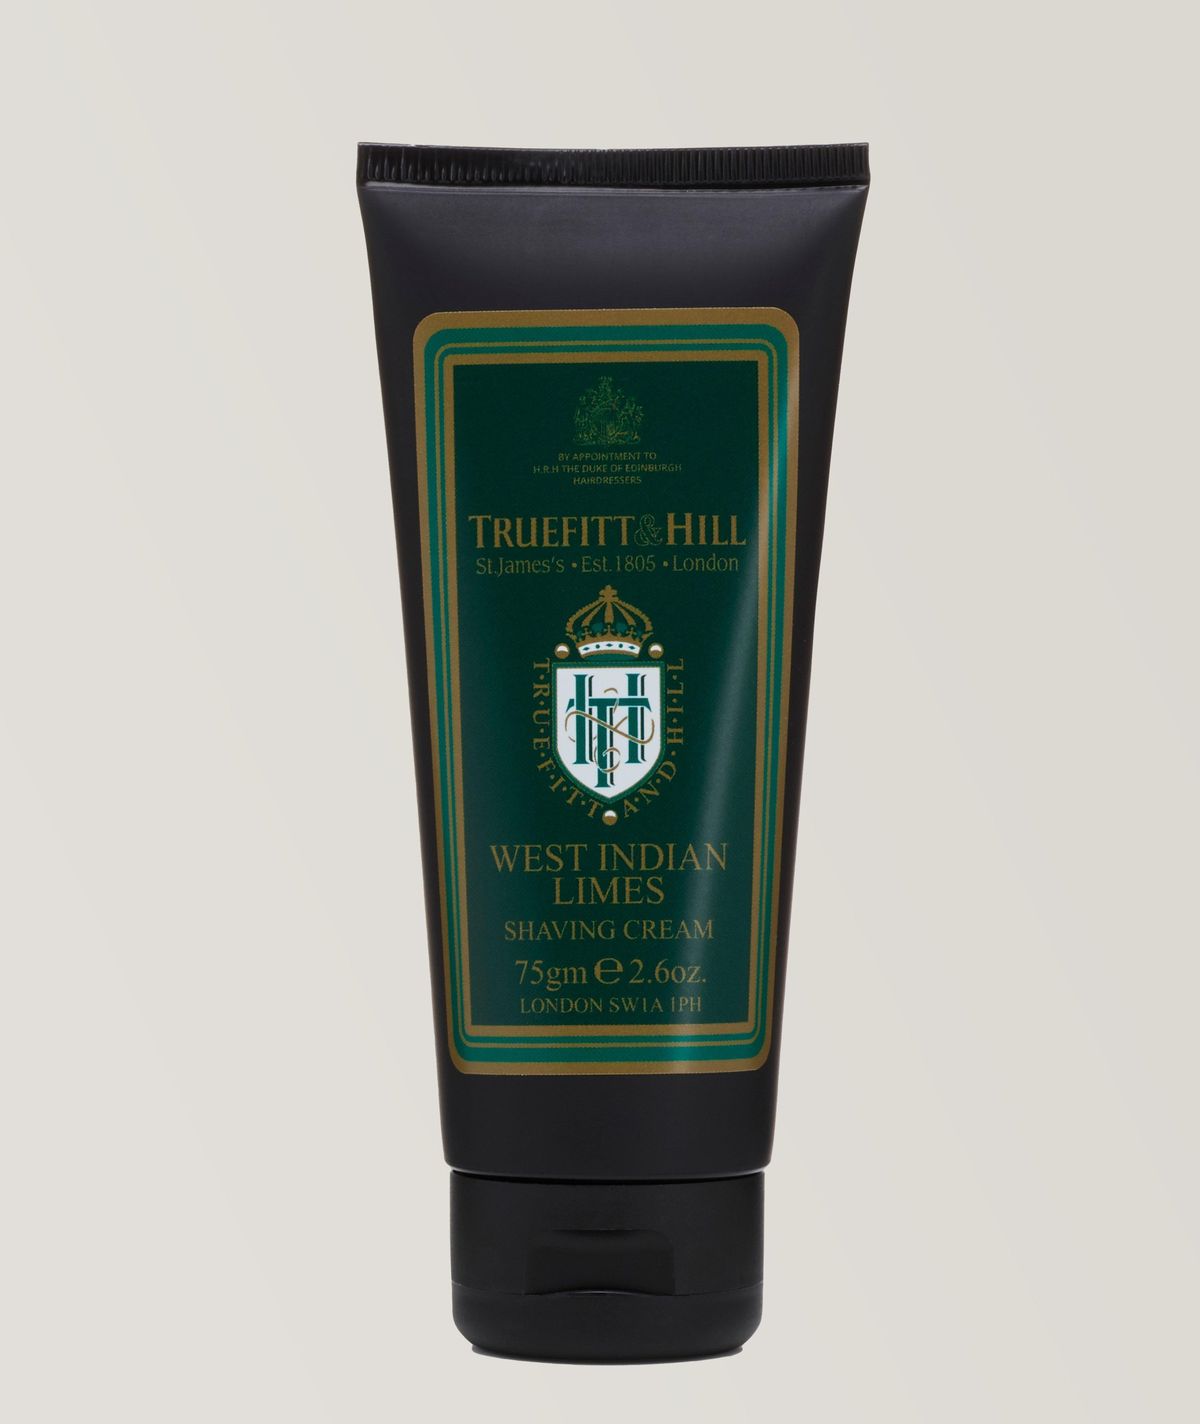 BY APPOINTMENT TO
H.R.H THE DUKE OF EDINBURGH
HAIRDRESSERS
TRUEFITT & HILL
St.James's • Est.1805 • London
T·R·U·E·F·I·T·T·A·N·D·H·I·L·L
WEST INDIAN
LIMES
SHAVING CREAM
75gm ℮ 2.6oz.
LONDON SW1A 1PH